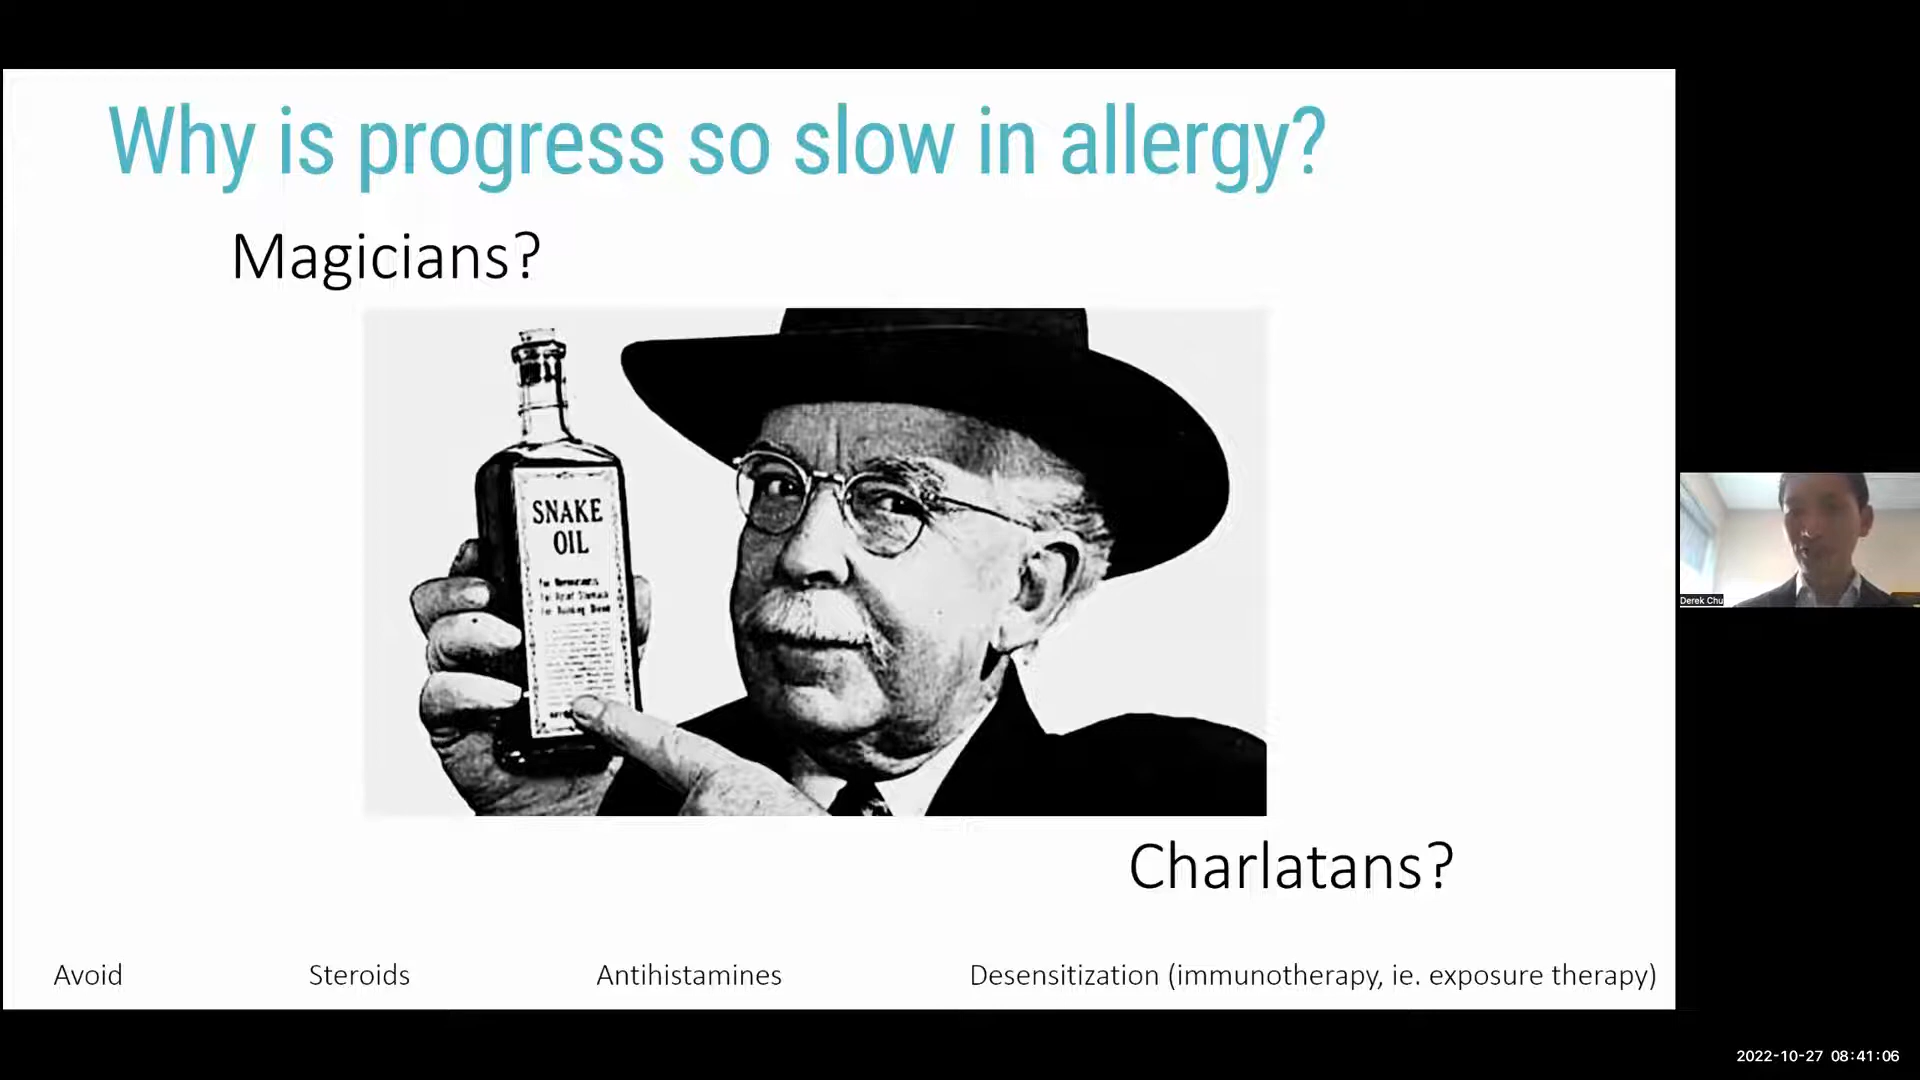 Why is progress so slow in allergy?
Magicians?
SNAKE
OIL
Charlatans?
Avoid
Steroids
Antihistamines
Desensitization (immunotherapy, ie. exposure therapy)
Derek Chu
2022-10-27 08:41:06